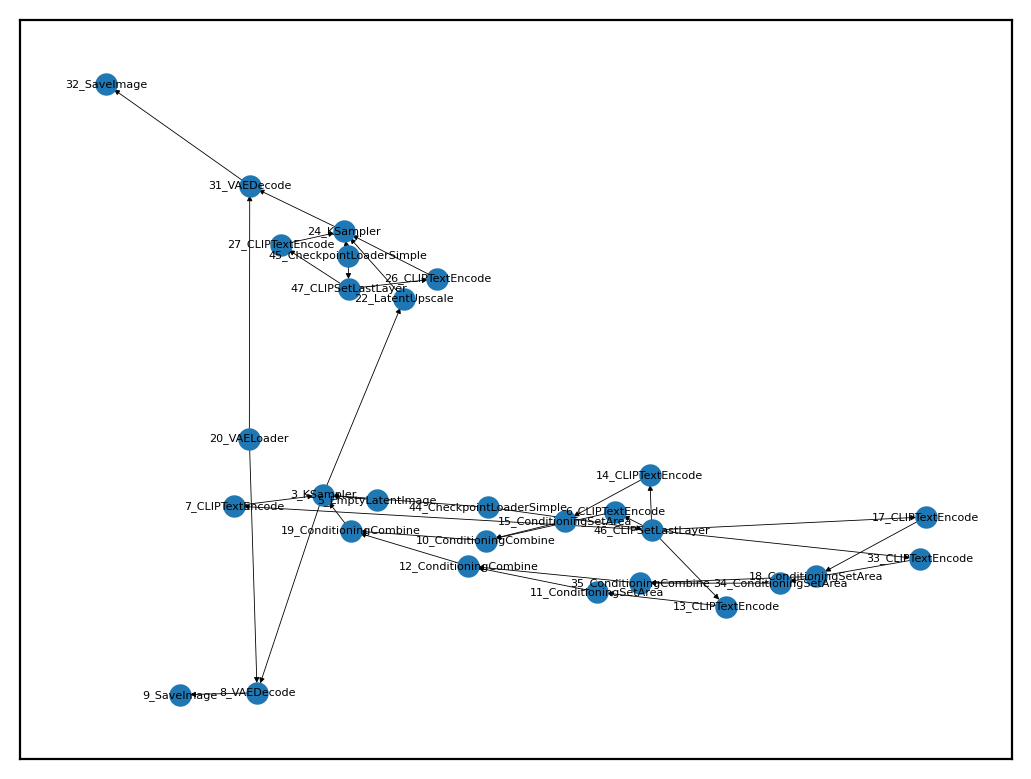 32_SaveImage
31_VAEDecode
24_KSampler
27_CLIPTextEncode
45_CheckpointLoaderSimple
26_CLIPTextEncode
47_CLIPSetLastLayer
22_LatentUpscale
20_VAELoader
14_CLIPTextEncode
3_KSampler
5_EmptyLatentImage
7_CLIPTextEncode
44_CheckpointLoaderSimple
6_CLIPTextEncode
17_CLIPTextEncode
15_ConditioningSetArea
19_ConditioningCombine
46_CLIPSetLastLayer
10_ConditioningCombine
33_CLIPTextEncode
12_ConditioningCombine
18_ConditioningSetArea
35_ConditioningCombine
34_ConditioningSetArea
11_ConditioningSetArea
13_CLIPTextEncode
9_SaveImage
8_VAEDecode